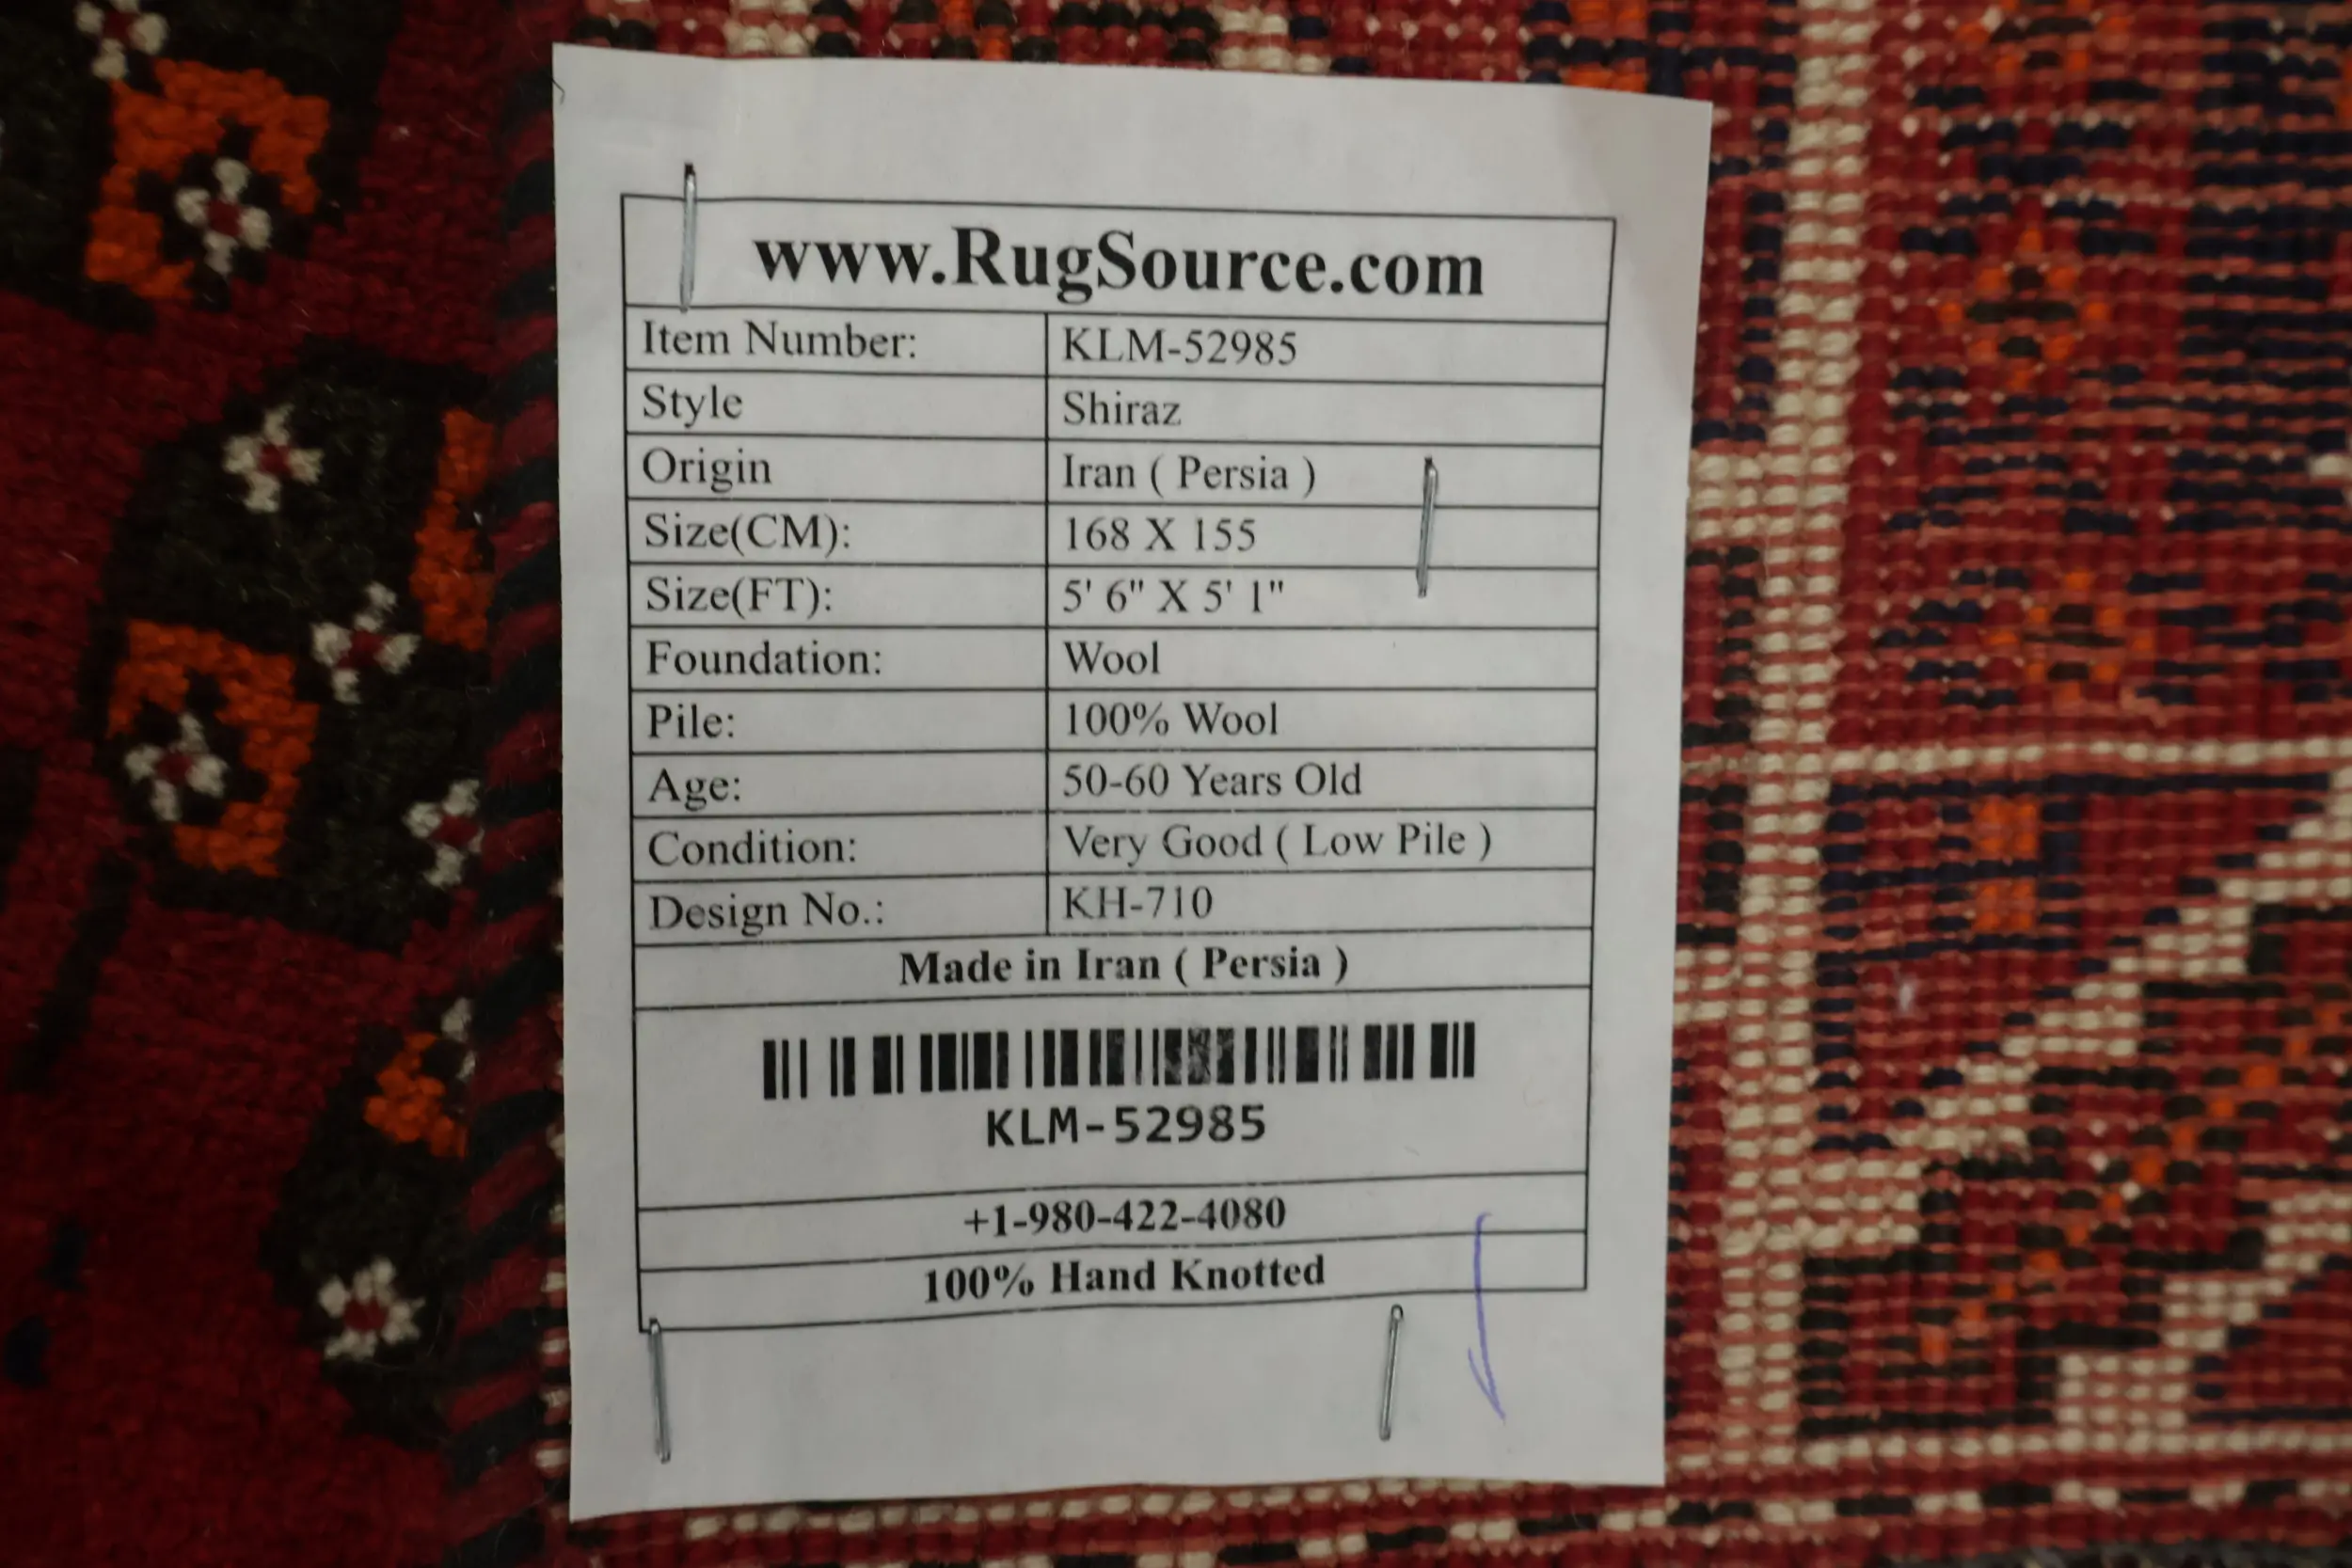 www.RugSource.com
Item Number: KLM-52985
Style Shiraz
Origin Iran ( Persia )
Size(CM): 168 X 155
Size(FT): 5' 6" X 5' 1"
Foundation: Wool
Pile: 100% Wool
Age: 50-60 Years Old
Condition: Very Good ( Low Pile )
Design No.: KH-710
Made in Iran ( Persia )
KLM-52985
+1-980-422-4080
100% Hand Knotted